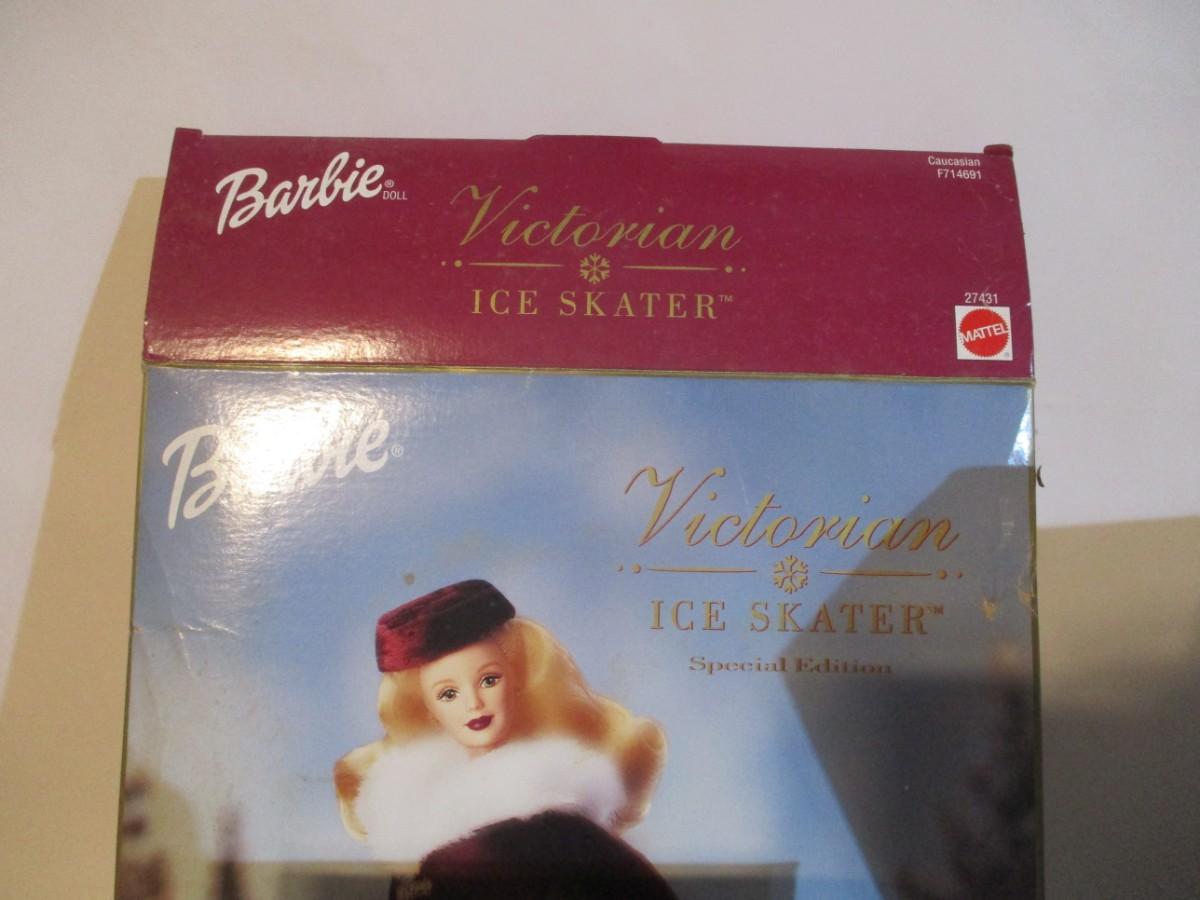 Barbie® DOLL
Caucasian
F714691
Victorian
ICE SKATER™
27431
MATTEL®
Barbie®
Victorian
ICE SKATER™
Special Edition